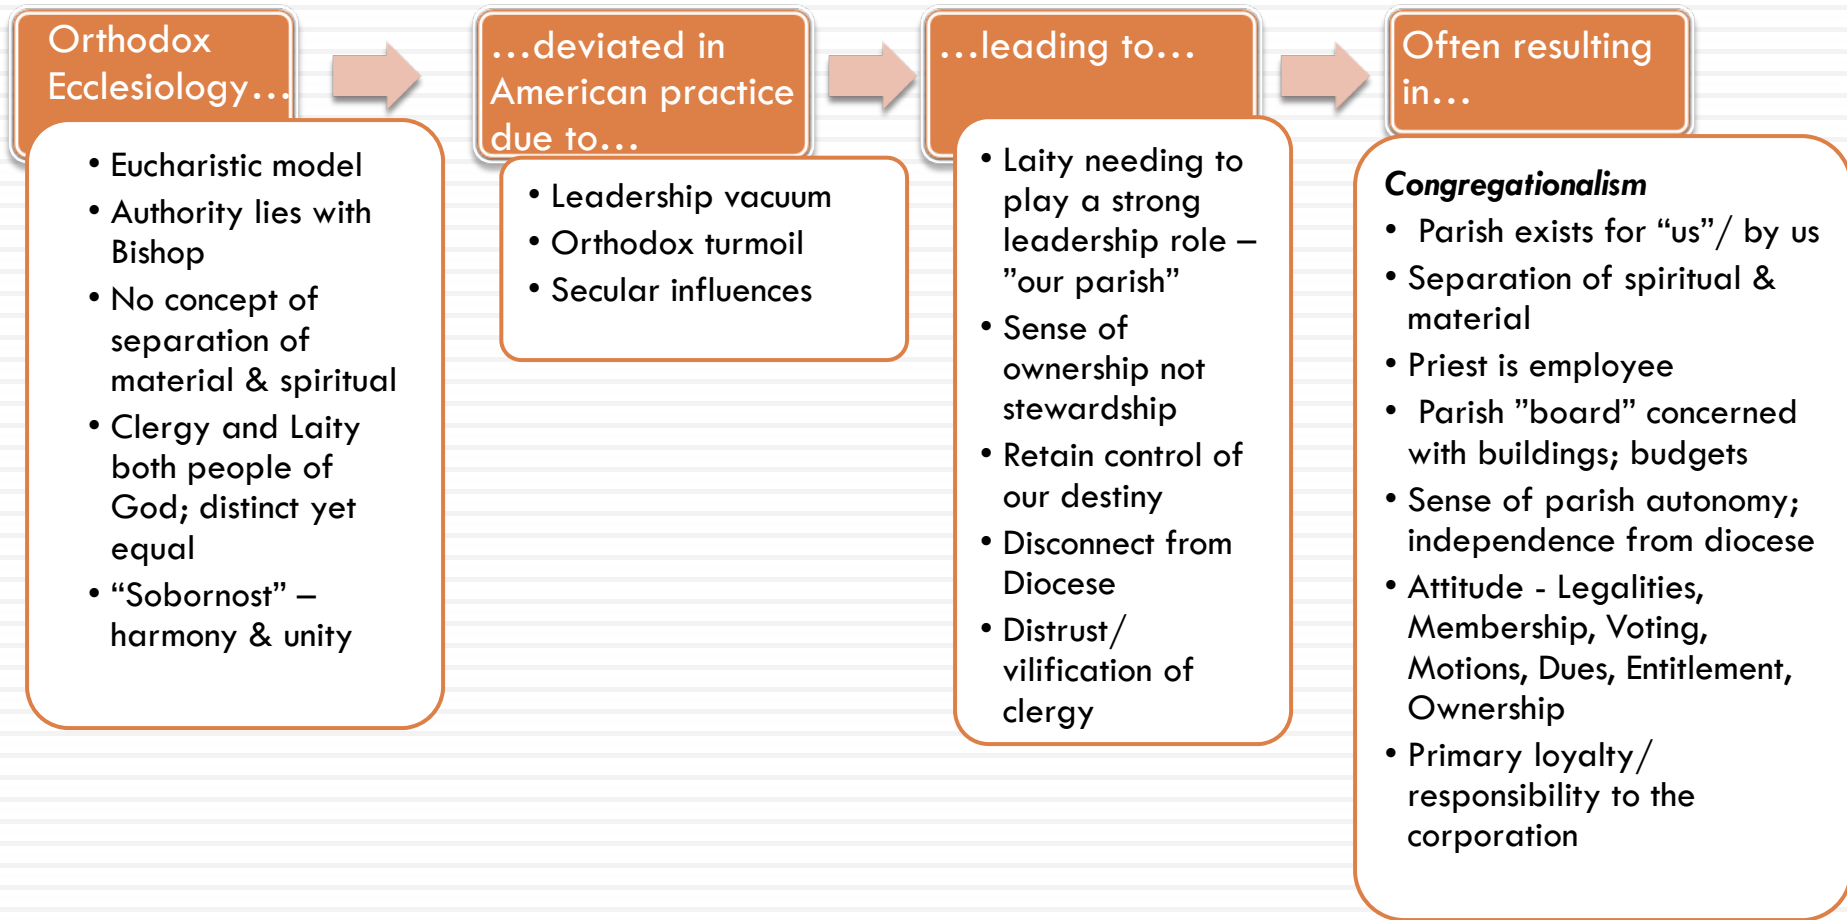 Orthodox
Ecclesiology…
• Eucharistic model
• Authority lies with
Bishop
• No concept of
separation of
material & spiritual
• Clergy and Laity
both people of
God; distinct yet
equal
• “Sobornost” –
harmony & unity
…deviated in
American practice
due to…
• Leadership vacuum
• Orthodox turmoil
• Secular influences
…leading to…
• Laity needing to
play a strong
leadership role –
”our parish”
• Sense of
ownership not
stewardship
• Retain control of
our destiny
• Disconnect from
Diocese
• Distrust/
vilification of
clergy
Often resulting
in…
Congregationalism
• Parish exists for “us”/ by us
• Separation of spiritual &
material
• Priest is employee
• Parish ”board” concerned
with buildings; budgets
• Sense of parish autonomy;
independence from diocese
• Attitude - Legalities,
Membership, Voting,
Motions, Dues, Entitlement,
Ownership
• Primary loyalty/
responsibility to the
corporation